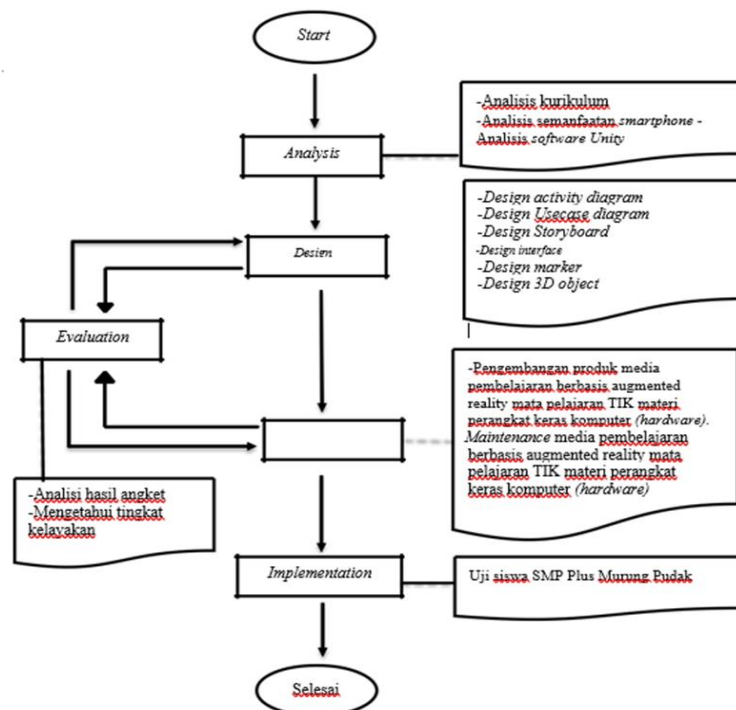 Start
-Analisis kurikulum
-Analisis semanfaatan smartphone -
Analisis software Unity
Analysis
-Design activity diagram
-Design Usecase diagram
-Design Storyboard
-Design interface
-Design marker
-Design 3D object
Design
Evaluation
-Pengembangan produk media
pembelajaran berbasis augmented
reality mata pelajaran TIK materi
perangkat keras komputer (hardware).
Maintenance media pembelajaran
berbasis augmented reality mata
pelajaran TIK materi perangkat
keras komputer (hardware)
-Analisi hasil angket
-Mengetahui tingkat
kelayakan
Implementation
Uji siswa SMP Plus Murung Pudak
Selesai